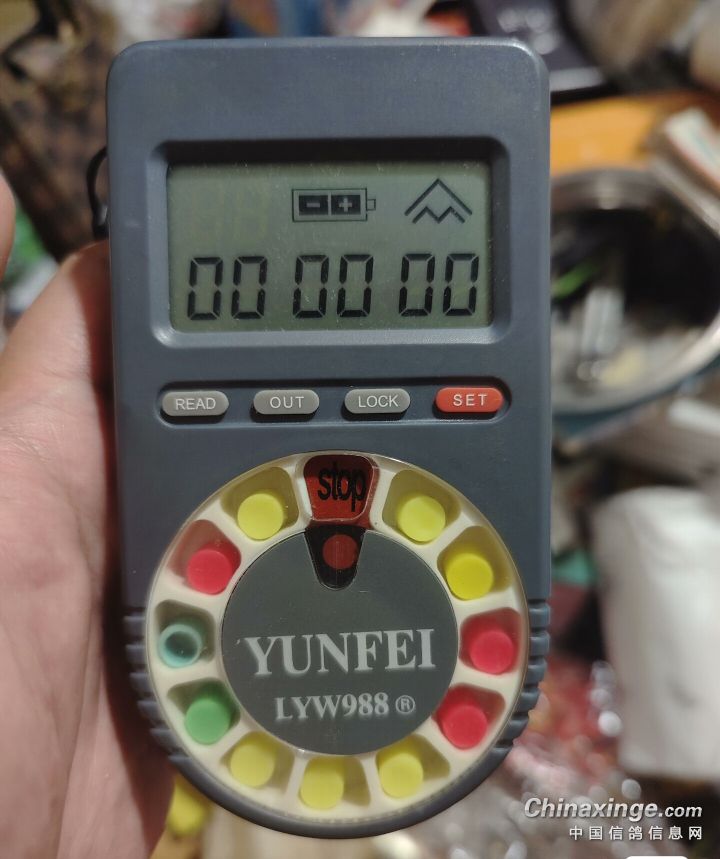 - +
00 00 00
READ OUT LOCK SET
stop
YUNFEI
LYW988 ®
Chinaxinge.com
中国信鸽信息网